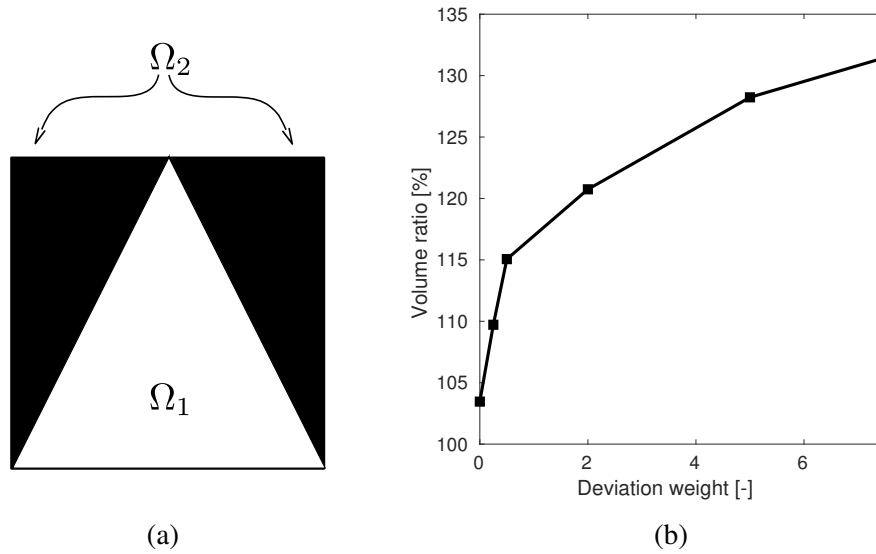 Ω2
Ω1
(a)
135
130
125
120
115
110
105
100
Volume ratio [%]
0 2 4 6
Deviation weight [-]
(b)